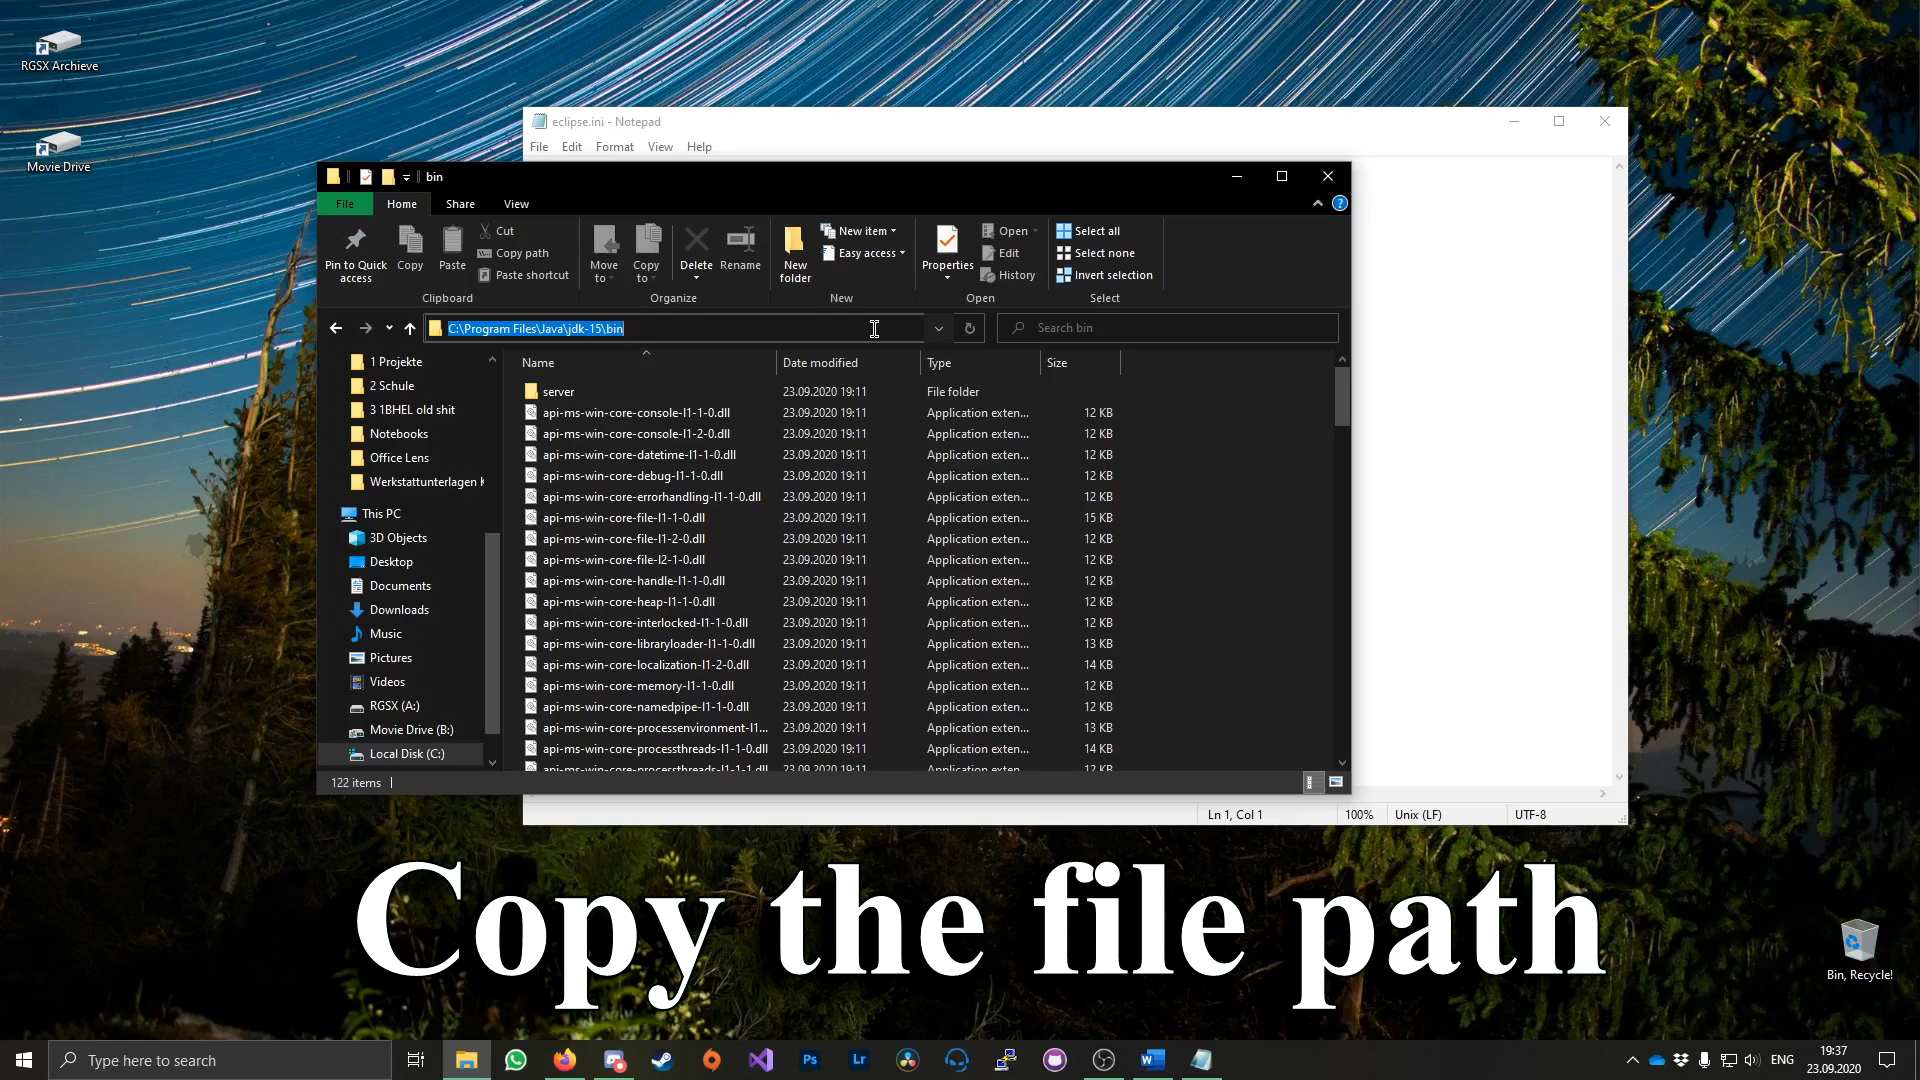 RGSX Archieve
Movie Drive
eclipse.ini - Notepad
File Edit Format View Help
bin
File Home Share View
Pin to Quick access
Copy
Paste
Cut
Copy path
Paste shortcut
Clipboard
Move to
Copy to
Delete
Rename
Organize
New folder
New item
Easy access
New
Properties
Open
Edit
History
Open
Select all
Select none
Invert selection
Select
C:\Program Files\Java\jdk-15\bin
Search bin
1 Projekte
2 Schule
3 1BHEL old shit
Notebooks
Office Lens
Werkstattunterlagen
This PC
3D Objects
Desktop
Documents
Downloads
Music
Pictures
Videos
RGSX (A:)
Movie Drive (B:)
Local Disk (C:)
Name Date modified Type Size
server 23.09.2020 19:11 File folder
api-ms-win-core-console-l1-1-0.dll 23.09.2020 19:11 Application exten... 12 KB
api-ms-win-core-console-l1-2-0.dll 23.09.2020 19:11 Application exten... 12 KB
api-ms-win-core-datetime-l1-1-0.dll 23.09.2020 19:11 Application exten... 12 KB
api-ms-win-core-debug-l1-1-0.dll 23.09.2020 19:11 Application exten... 12 KB
api-ms-win-core-errorhandling-l1-1-0.dll 23.09.2020 19:11 Application exten... 12 KB
api-ms-win-core-file-l1-1-0.dll 23.09.2020 19:11 Application exten... 15 KB
api-ms-win-core-file-l1-2-0.dll 23.09.2020 19:11 Application exten... 12 KB
api-ms-win-core-file-l2-1-0.dll 23.09.2020 19:11 Application exten... 12 KB
api-ms-win-core-handle-l1-1-0.dll 23.09.2020 19:11 Application exten... 12 KB
api-ms-win-core-heap-l1-1-0.dll 23.09.2020 19:11 Application exten... 12 KB
api-ms-win-core-interlocked-l1-1-0.dll 23.09.2020 19:11 Application exten... 12 KB
api-ms-win-core-libraryloader-l1-1-0.dll 23.09.2020 19:11 Application exten... 13 KB
api-ms-win-core-localization-l1-2-0.dll 23.09.2020 19:11 Application exten... 14 KB
api-ms-win-core-memory-l1-1-0.dll 23.09.2020 19:11 Application exten... 12 KB
api-ms-win-core-namedpipe-l1-1-0.dll 23.09.2020 19:11 Application exten... 12 KB
api-ms-win-core-processenvironment-l1... 23.09.2020 19:11 Application exten... 13 KB
api-ms-win-core-processthreads-l1-1-0.dll 23.09.2020 19:11 Application exten... 14 KB
api-ms-win-core-processthreads-l1-1-1.dll 23.09.2020 19:11 Application exten... 12 KB
122 items
Ln 1, Col 1 100% Unix (LF) UTF-8
Copy the file path
Bin, Recycle!
Type here to search
Ps
Lr
W
ENG
19:37
23.09.2020